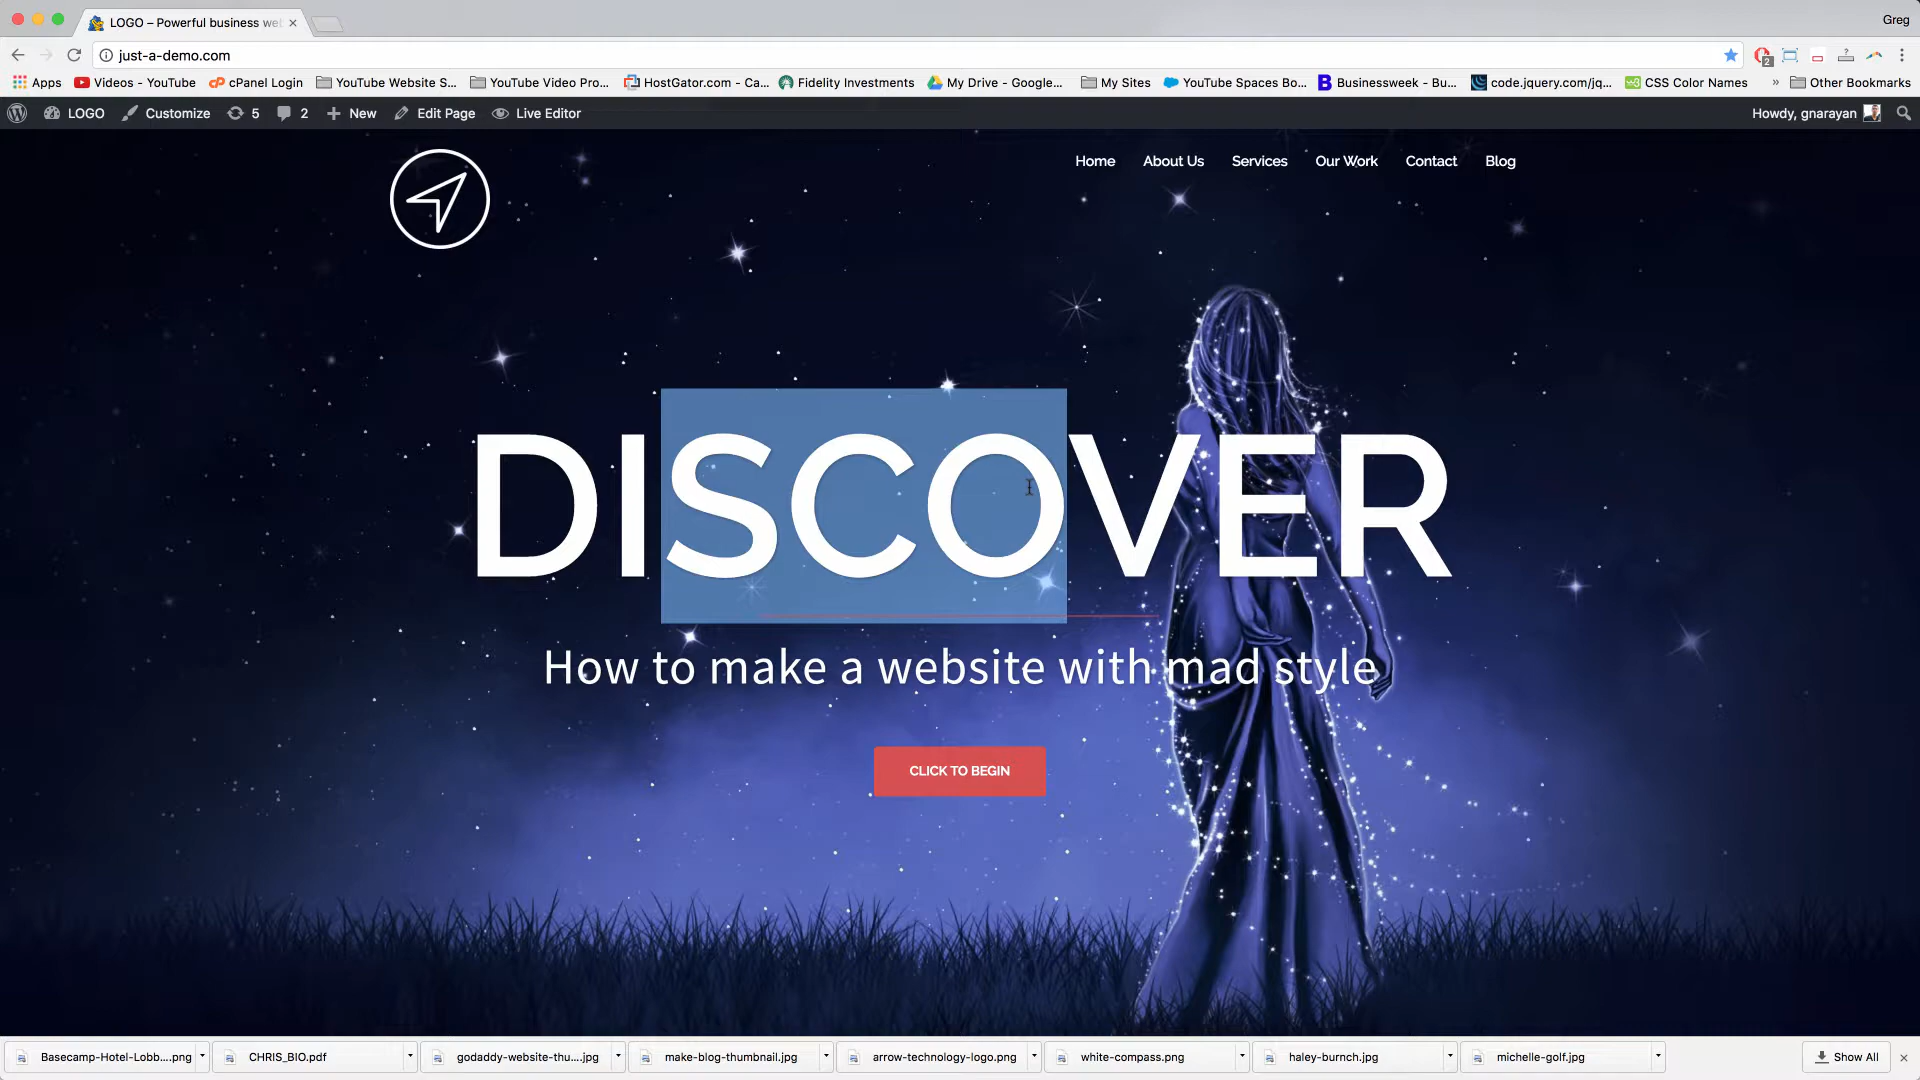 Greg
LOGO – Powerful business we
just-a-demo.com
2
Apps Videos - YouTube cPanel Login YouTube Website S... YouTube Video Pro... HostGator.com - Ca... Fidelity Investments My Drive - Google... My Sites YouTube Spaces Bo... Businessweek - Bu... code.jquery.com/jq... CSS Color Names » Other Bookmarks
LOGO Customize 5 2 New Edit Page Live Editor Howdy, gnarayan
Home About Us Services Our Work Contact Blog
DISCOVER
How to make a website with mad style
CLICK TO BEGIN
Basecamp-Hotel-Lobb....png CHRIS_BIO.pdf godaddy-website-thu....jpg make-blog-thumbnail.jpg arrow-technology-logo.png white-compass.png haley-burnch.jpg michelle-golf.jpg Show All